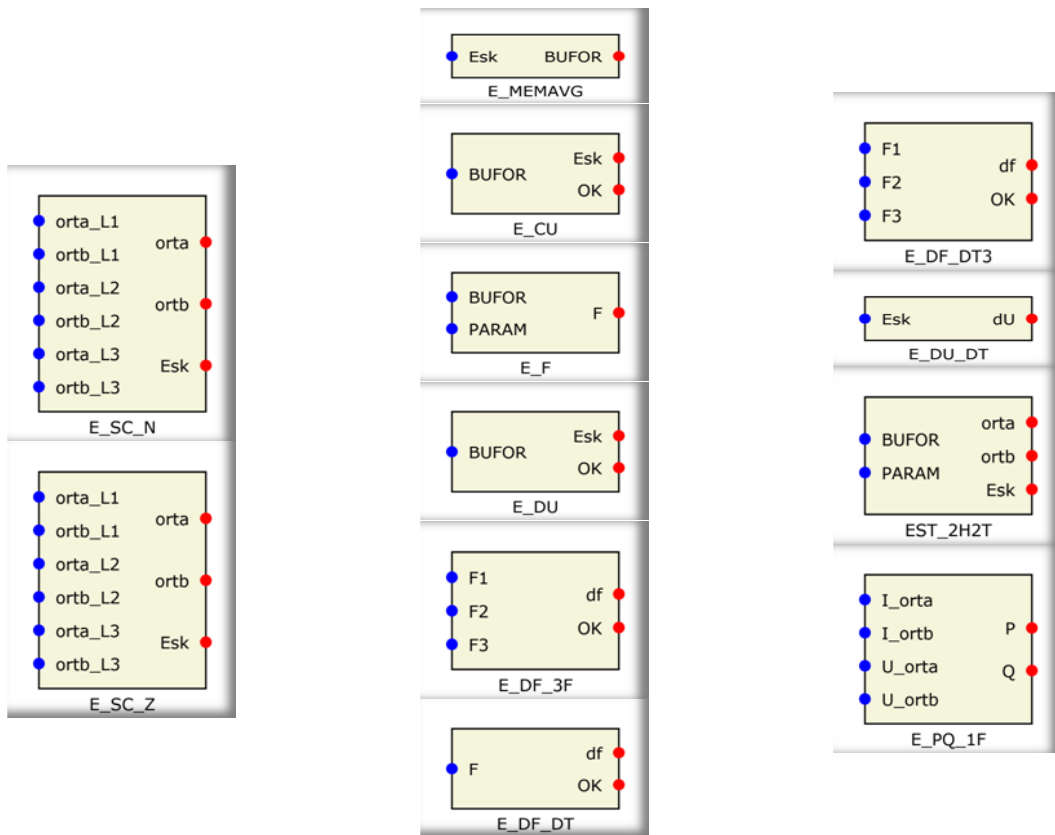 orta_L1
ortb_L1
orta_L2
ortb_L2
orta_L3
ortb_L3
orta
ortb
Esk
E_SC_N
orta_L1
ortb_L1
orta_L2
ortb_L2
orta_L3
ortb_L3
orta
ortb
Esk
E_SC_Z
Esk BUFOR
E_MEMAVG
BUFOR
Esk
OK
E_CU
BUFOR
PARAM
F
E_F
BUFOR
Esk
OK
E_DU
F1
F2
F3
df
OK
E_DF_3F
F
df
OK
E_DF_DT
F1
F2
F3
df
OK
E_DF_DT3
Esk dU
E_DU_DT
BUFOR
PARAM
orta
ortb
Esk
EST_2H2T
I_orta
I_ortb
U_orta
U_ortb
P
Q
E_PQ_1F